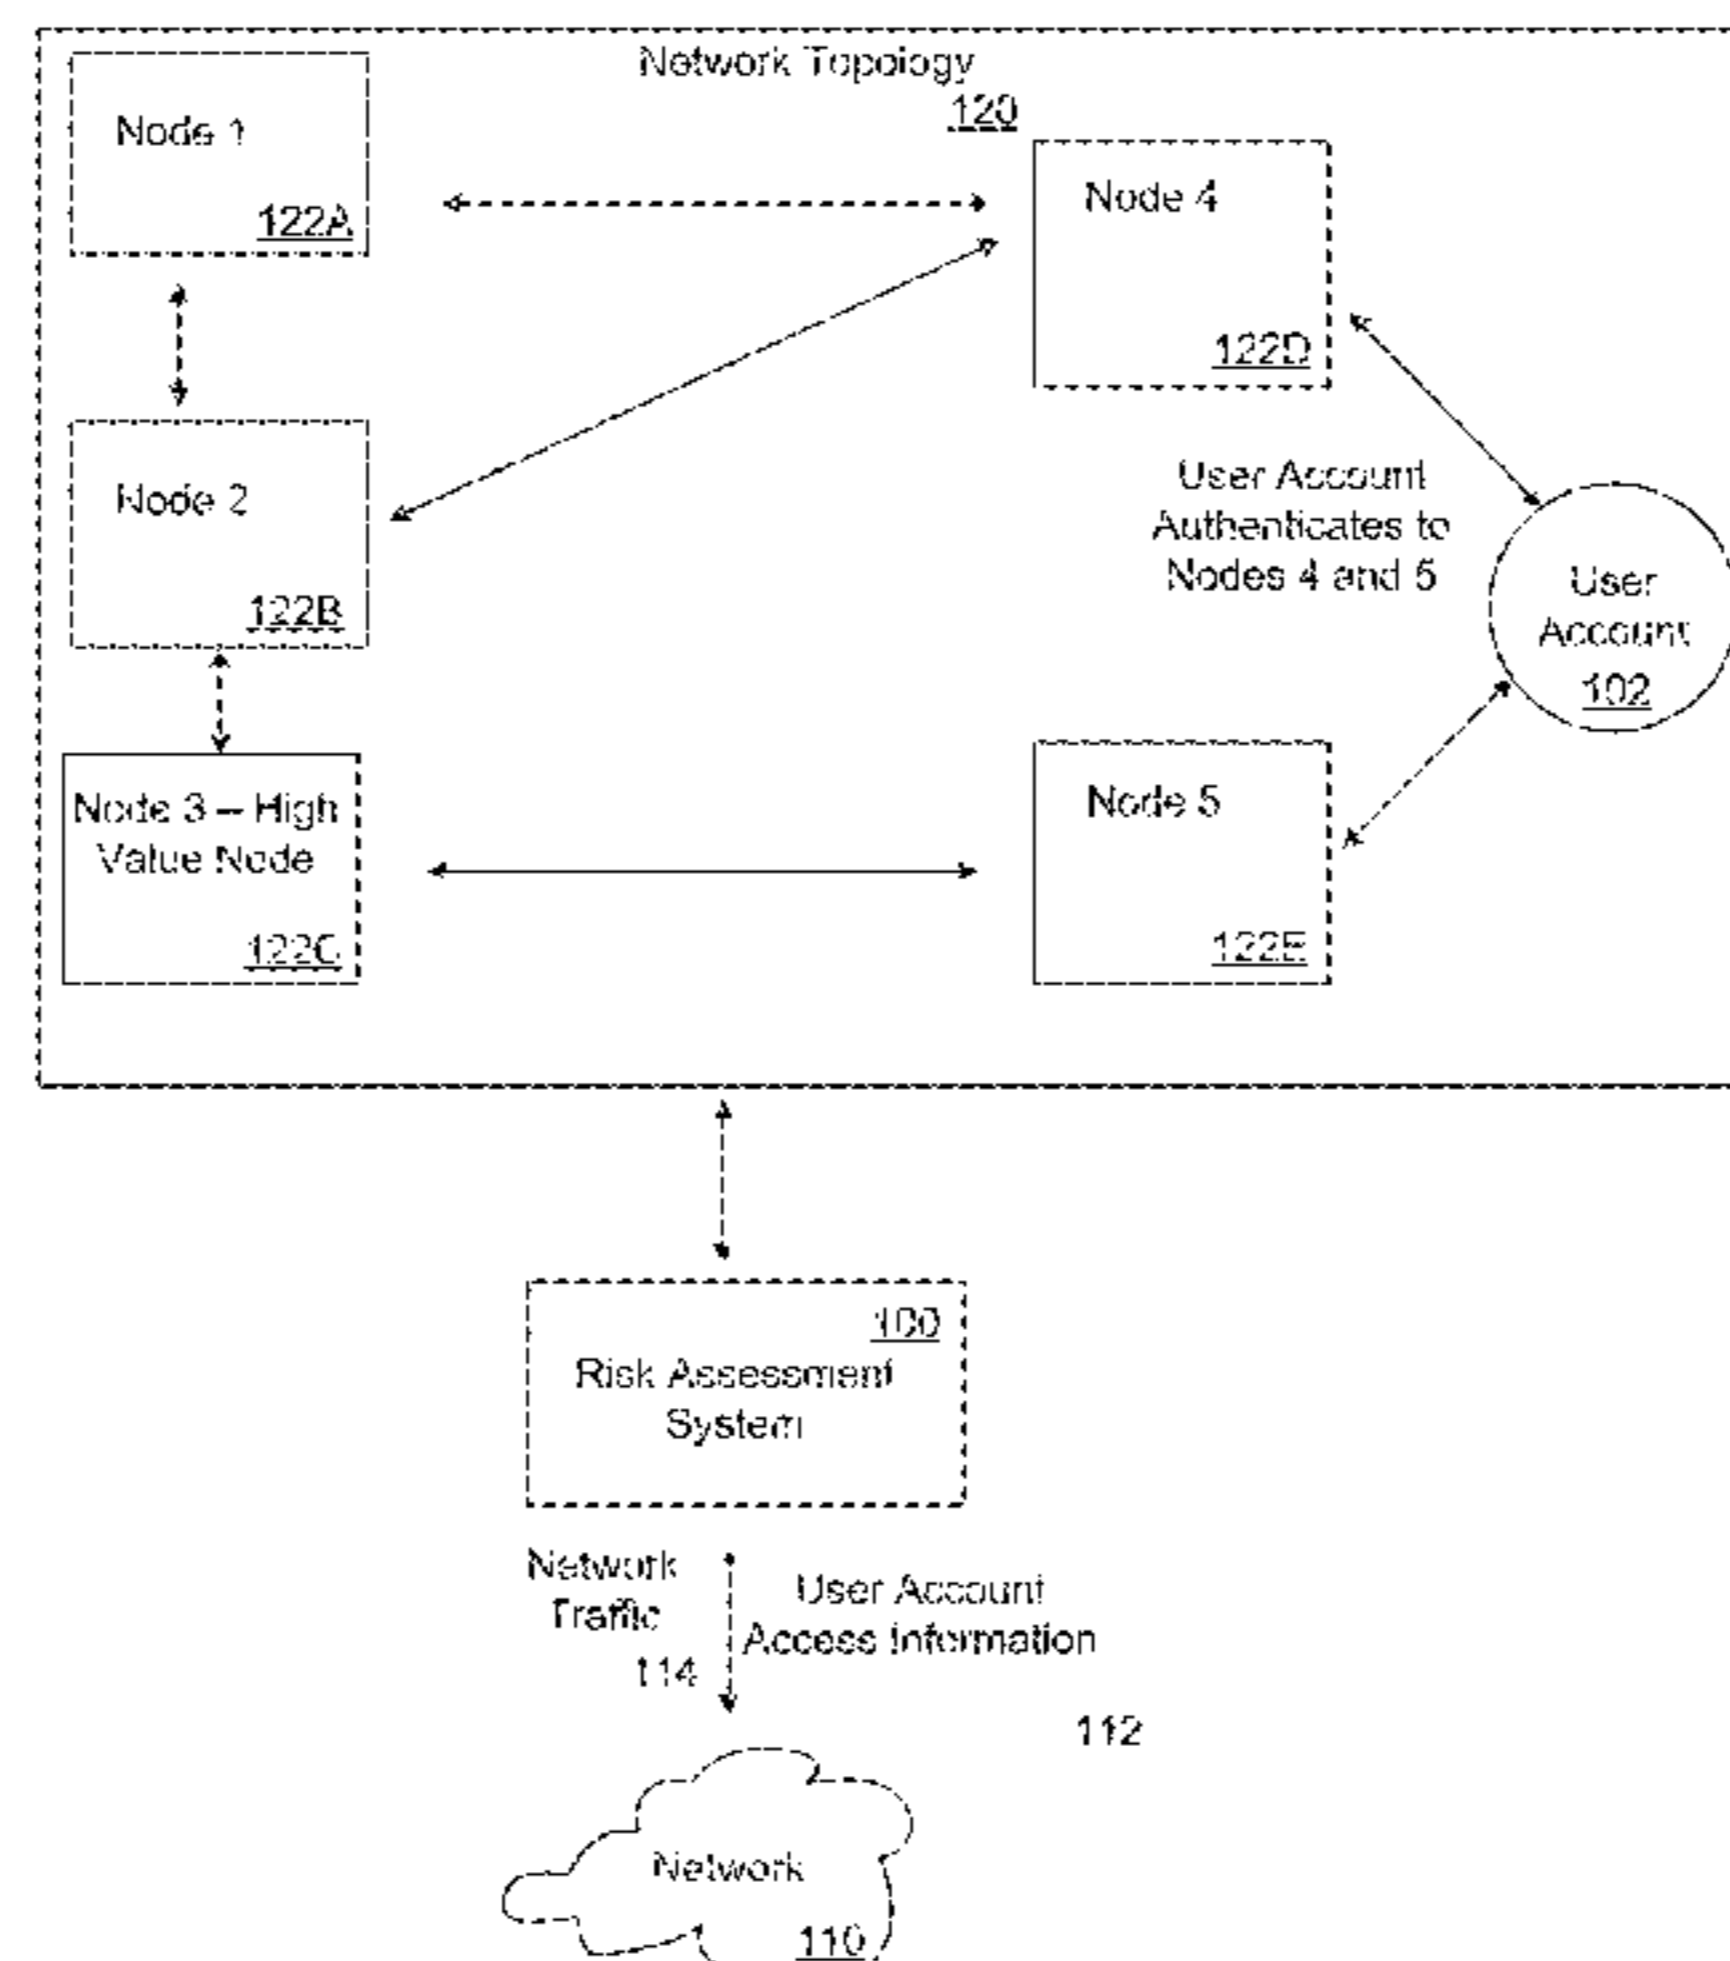 Network Topology
120
Node 1
122A
Node 4
122D
Node 2
122B
User Account
Authenticates to
Nodes 4 and 5
User
Account
102
Node 3 – High
Value Node
122C
Node 5
122E
100
Risk Assessment
System
Network
Traffic
114
User Account
Access Information
112
Network
110